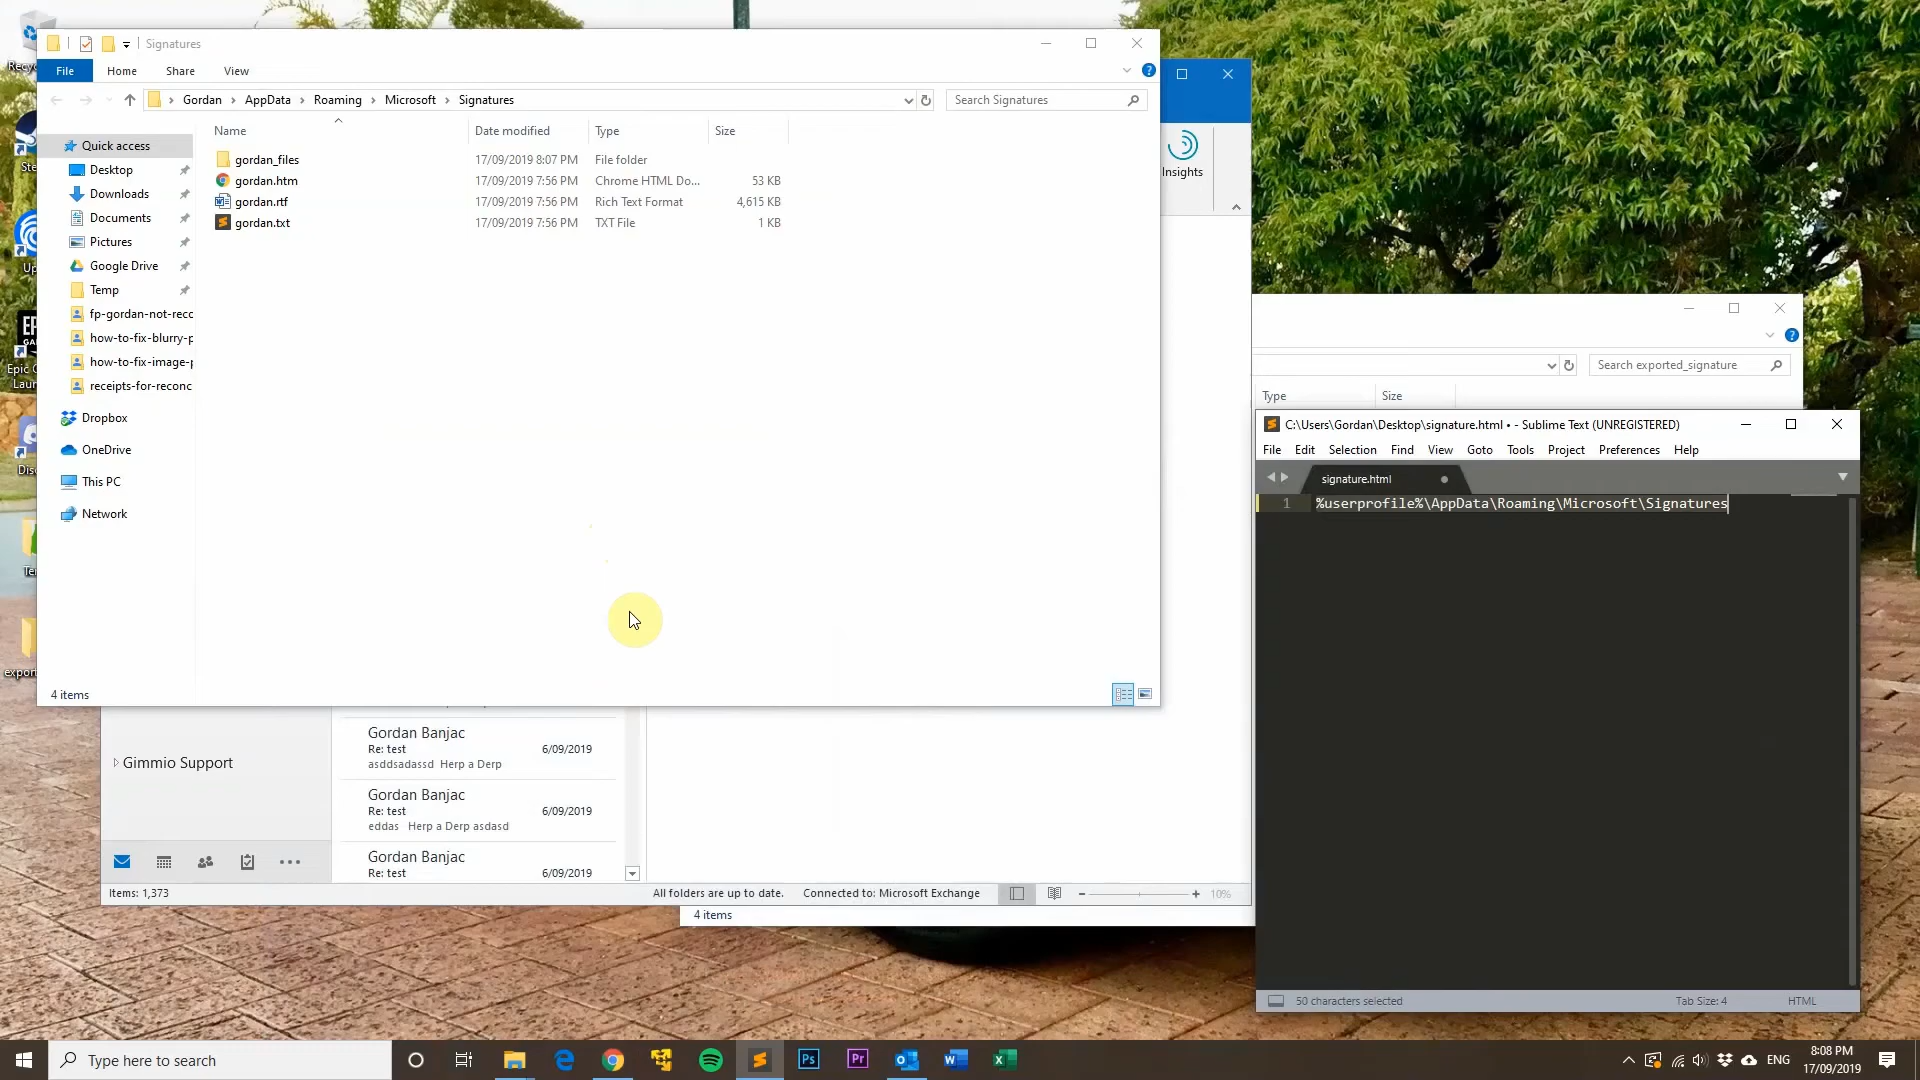 Signatures
File
Home
Share
View
Gordan
AppData
Roaming
Microsoft
Signatures
Search Signatures
Name
Date modified
Type
Size
Quick access
Desktop
Downloads
Documents
Pictures
Google Drive
Temp
fp-gordan-not-reco
how-to-fix-blurry-p
how-to-fix-image-p
receipts-for-reconc
Dropbox
OneDrive
This PC
Network
gordan_files 17/09/2019 8:07 PM File folder
gordan.htm 17/09/2019 7:56 PM Chrome HTML Do... 53 KB
gordan.rtf 17/09/2019 7:56 PM Rich Text Format 4,615 KB
gordan.txt 17/09/2019 7:56 PM TXT File 1 KB
4 items
Insights
Search exported_signature
Type
Size
C:\Users\Gordan\Desktop\signature.html • - Sublime Text (UNREGISTERED)
File Edit Selection Find View Goto Tools Project Preferences Help
signature.html
1 %userprofile%\AppData\Roaming\Microsoft\Signatures
50 characters selected
Tab Size: 4
HTML
Gimmio Support
Gordan Banjac
Re: test 6/09/2019
asddsadassd Herp a Derp
Gordan Banjac
Re: test 6/09/2019
eddas Herp a Derp asdasd
Gordan Banjac
Re: test 6/09/2019
Items: 1,373
All folders are up to date.
Connected to: Microsoft Exchange
10%
4 items
Type here to search
ENG
8:08 PM
17/09/2019